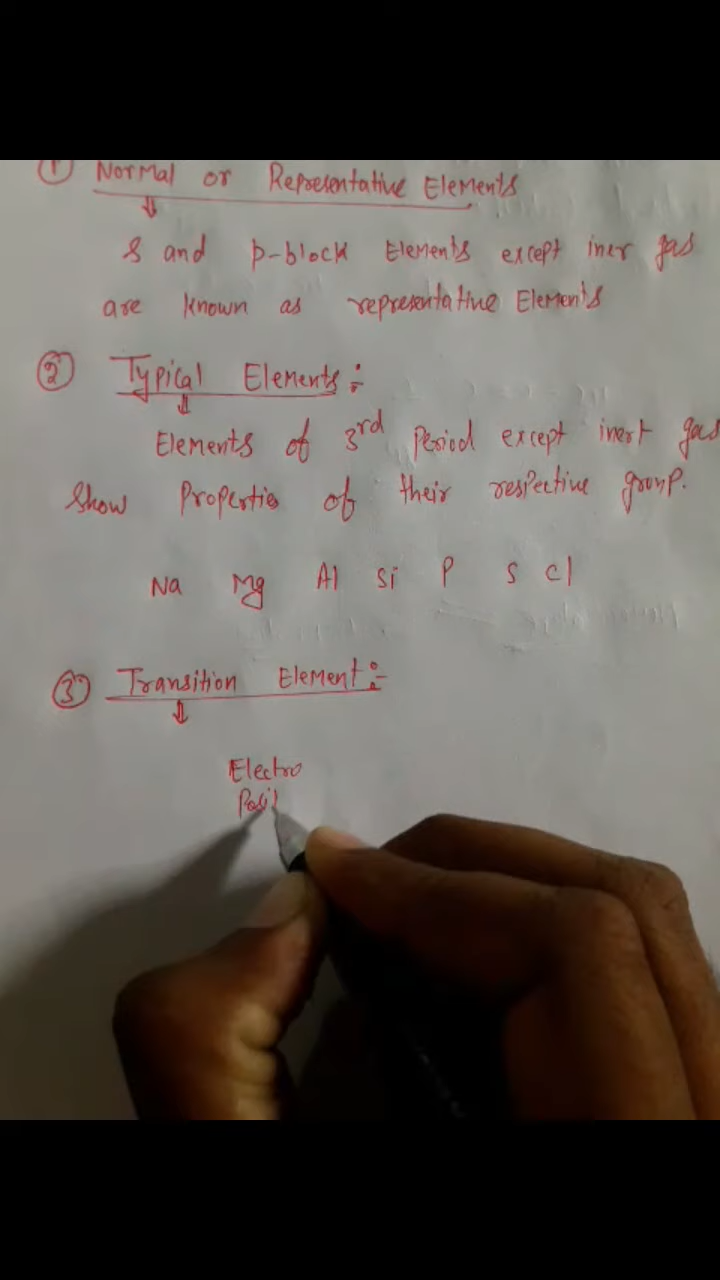 ① Normal or Representative Elements
⇓
s and p-block Elements except iner gas
are known as representative Elements
② Typical Elements :-
⇓
Elements of 3rd Period except inert gas
show Properties of their respective group.
Na Mg Al Si P S Cl
③ Transition Element :-
⇓
Electro